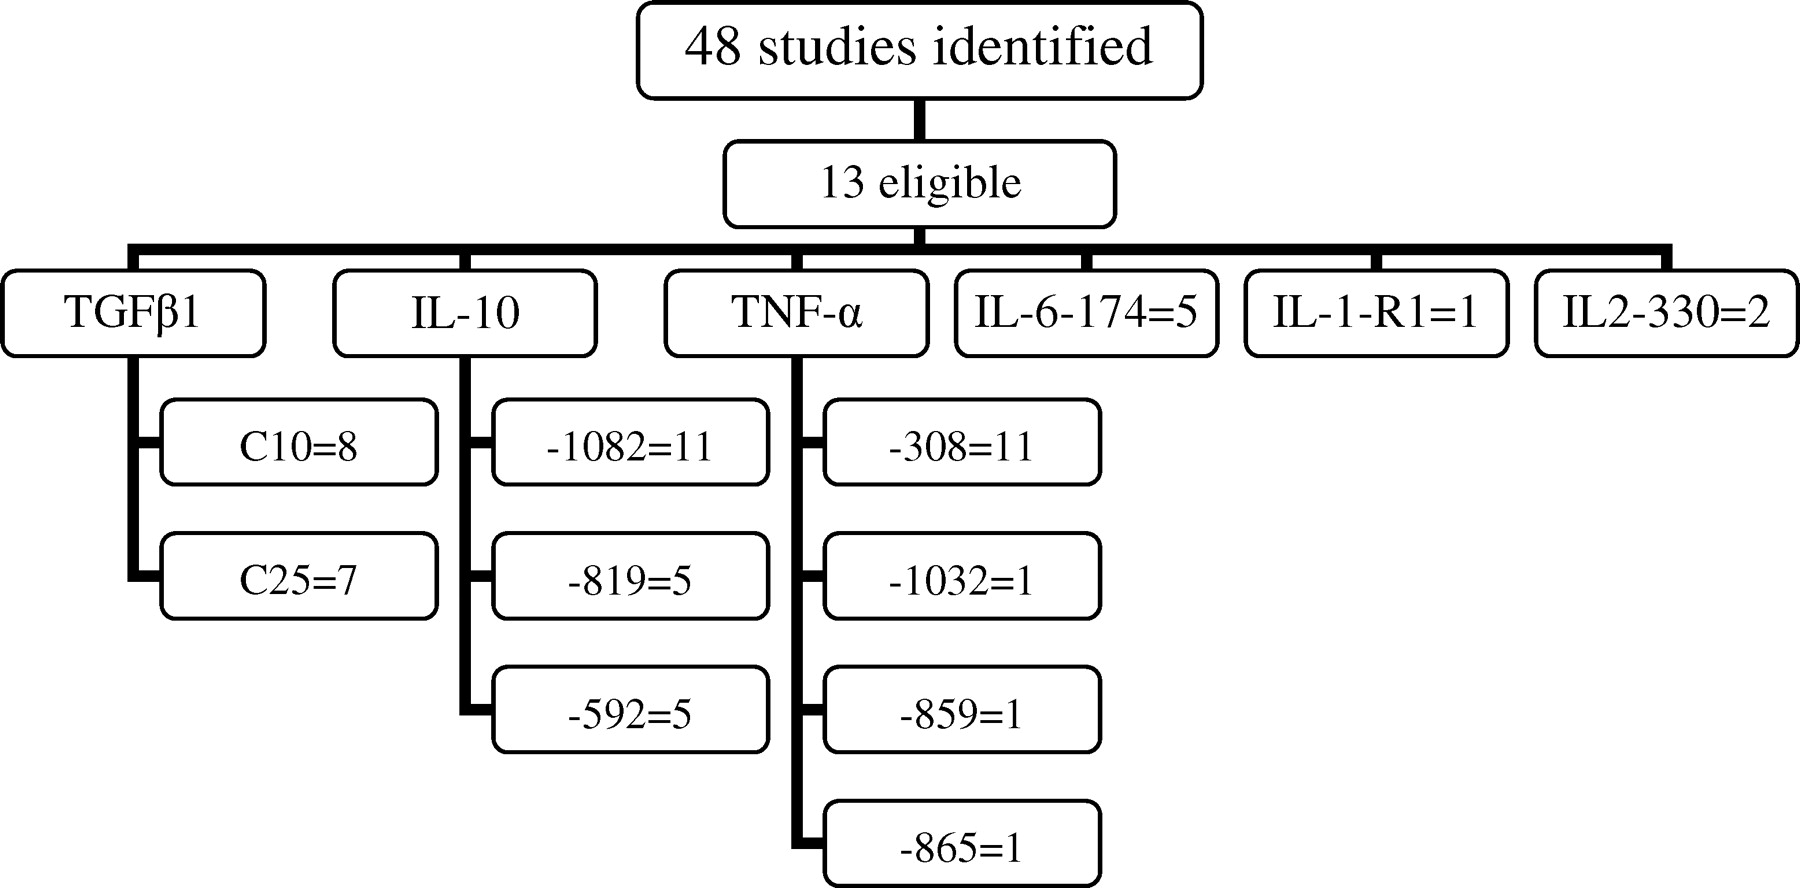 48 studies identified
13 eligible
TGFβ1
IL-10
TNF-α
IL-6-174=5
IL-1-R1=1
IL2-330=2
C10=8
-1082=11
-308=11
C25=7
-819=5
-1032=1
-592=5
-859=1
-865=1